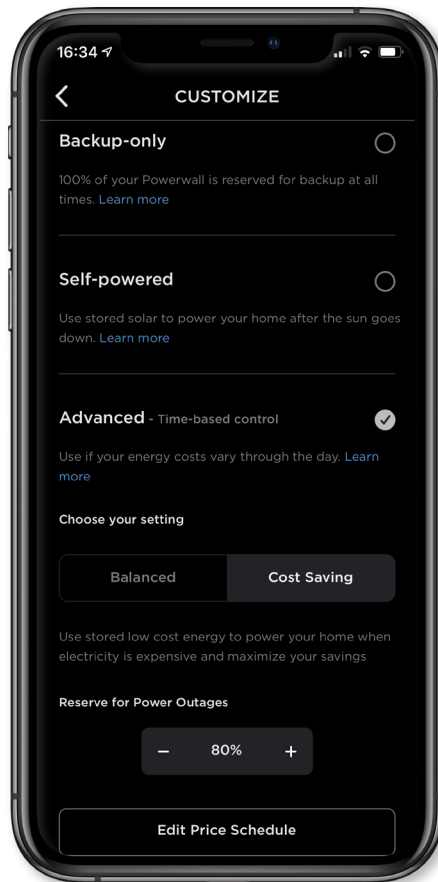 16:34
CUSTOMIZE
Backup-only
100% of your Powerwall is reserved for backup at all
times. Learn more
Self-powered
Use stored solar to power your home after the sun goes
down. Learn more
Advanced - Time-based control
Use if your energy costs vary through the day. Learn
more
Choose your setting
Balanced Cost Saving
Use stored low cost energy to power your home when
electricity is expensive and maximize your savings
Reserve for Power Outages
− 80% +
Edit Price Schedule